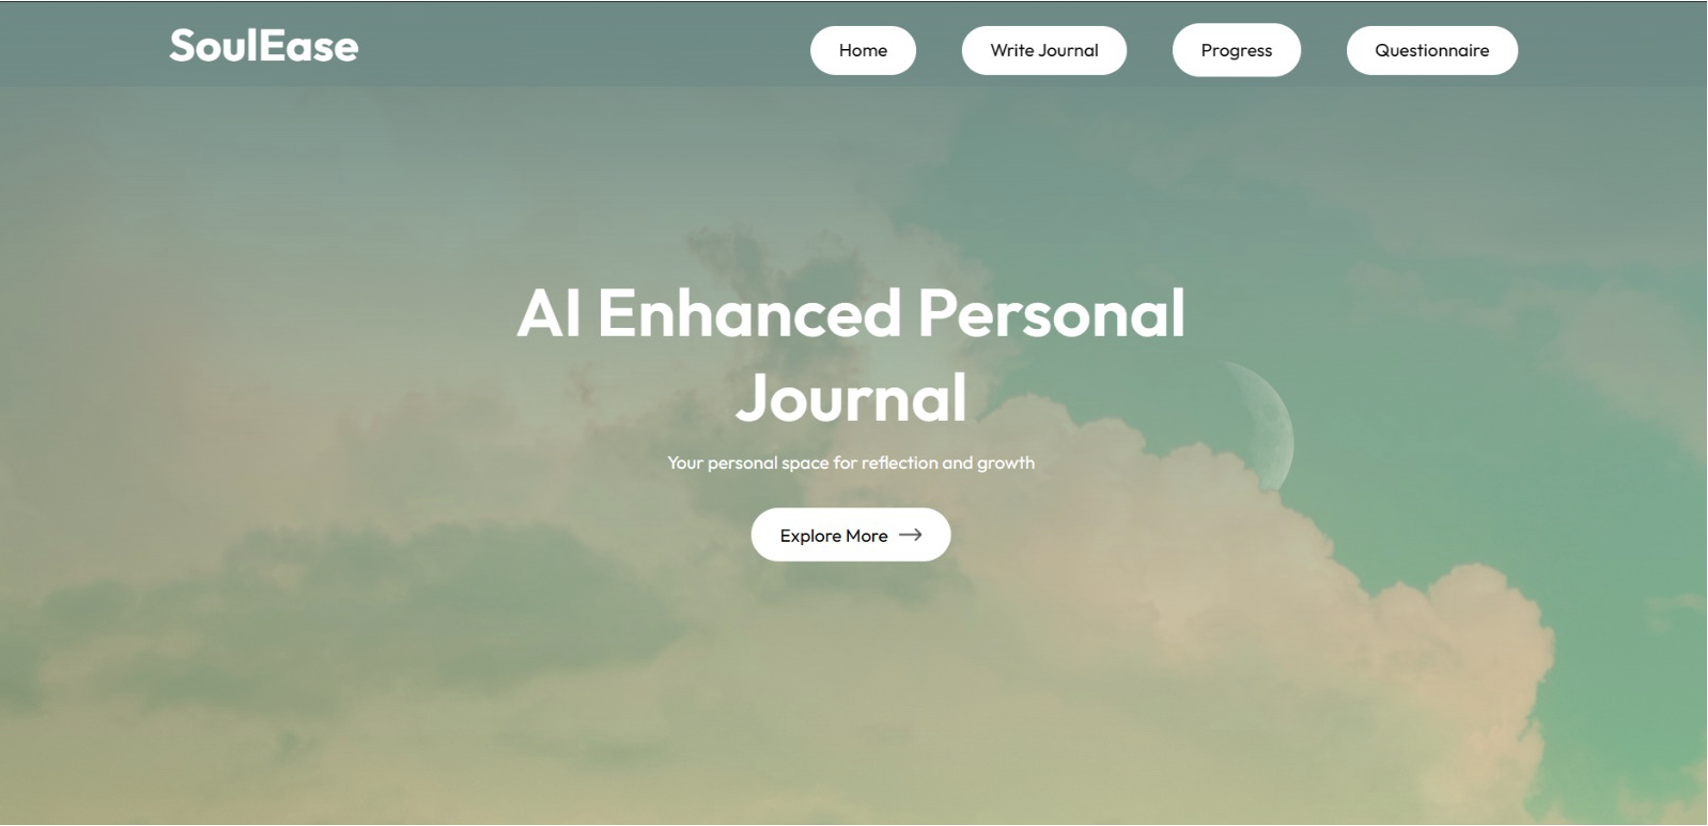 SoulEase
Home
Write Journal
Progress
Questionnaire
AI Enhanced Personal
Journal
Your personal space for reflection and growth
Explore More